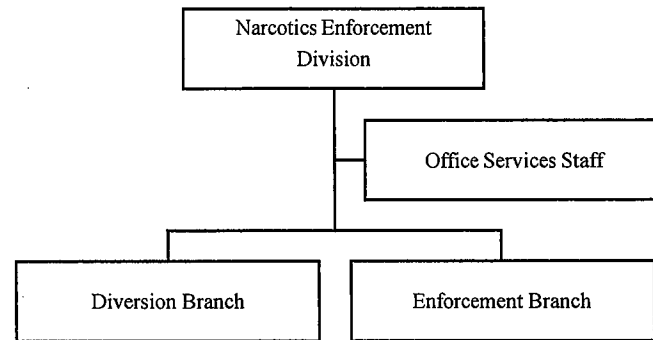 Narcotics Enforcement
Division
Office Services Staff
Diversion Branch
Enforcement Branch